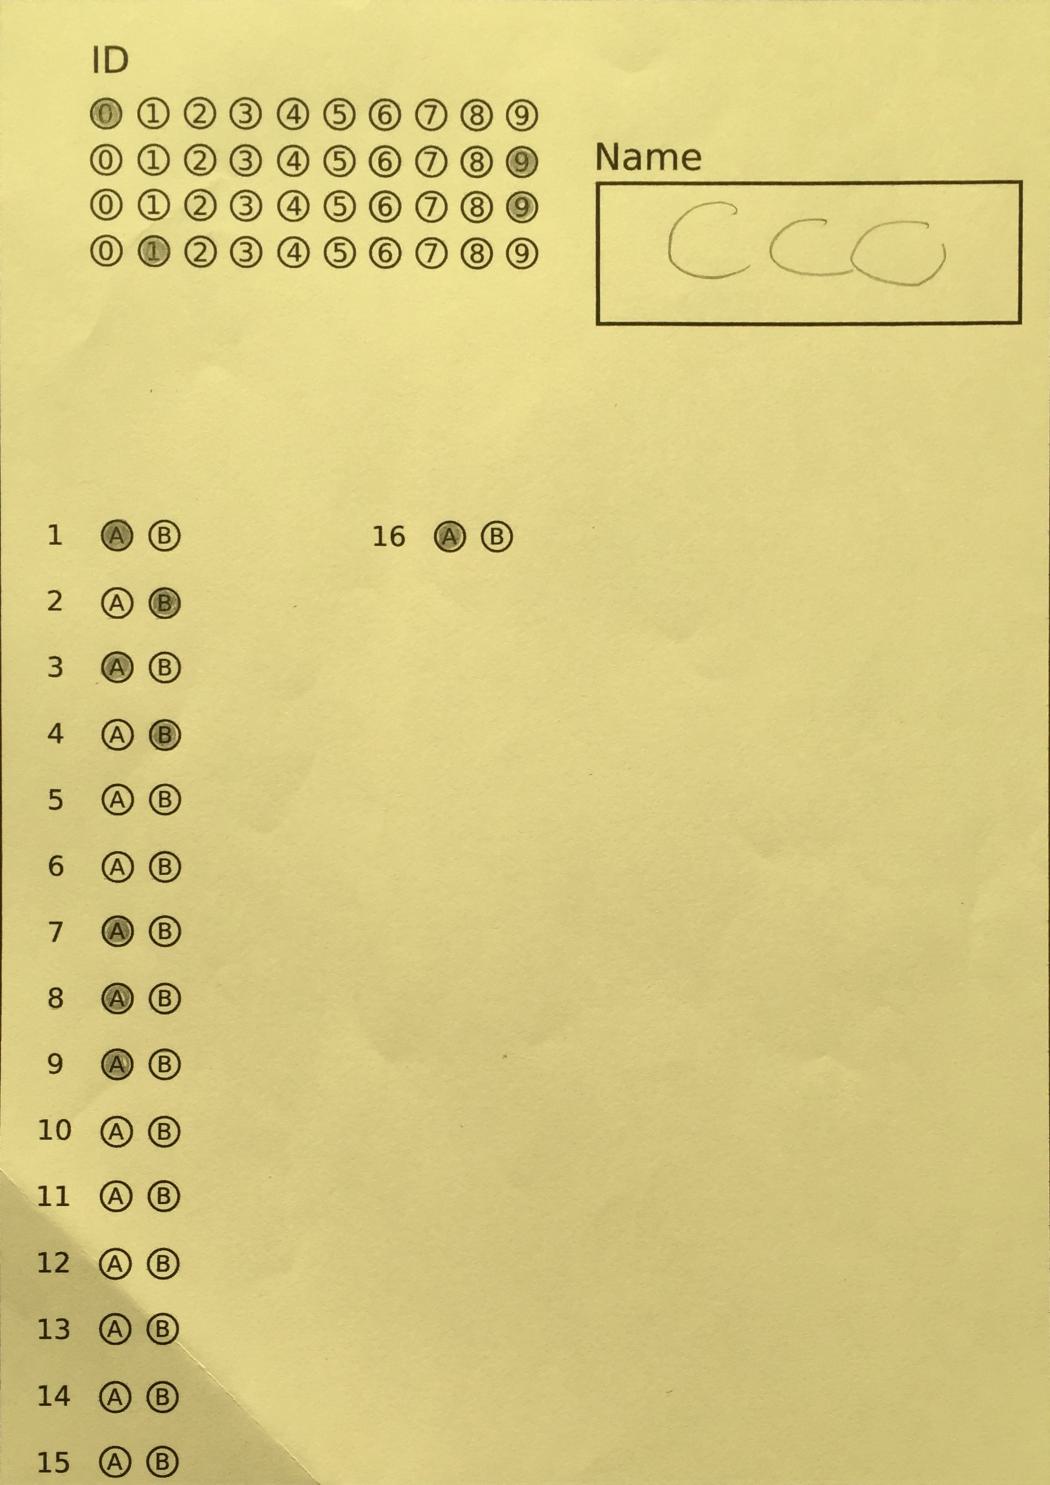 ID
0 1 2 3 4 5 6 7 8 9
0 1 2 3 4 5 6 7 8 9
0 1 2 3 4 5 6 7 8 9
0 1 2 3 4 5 6 7 8 9
Name
CCC
1 A B
2 A B
3 A B
4 A B
5 A B
6 A B
7 A B
8 A B
9 A B
10 A B
11 A B
12 A B
13 A B
14 A B
15 A B
16 A B